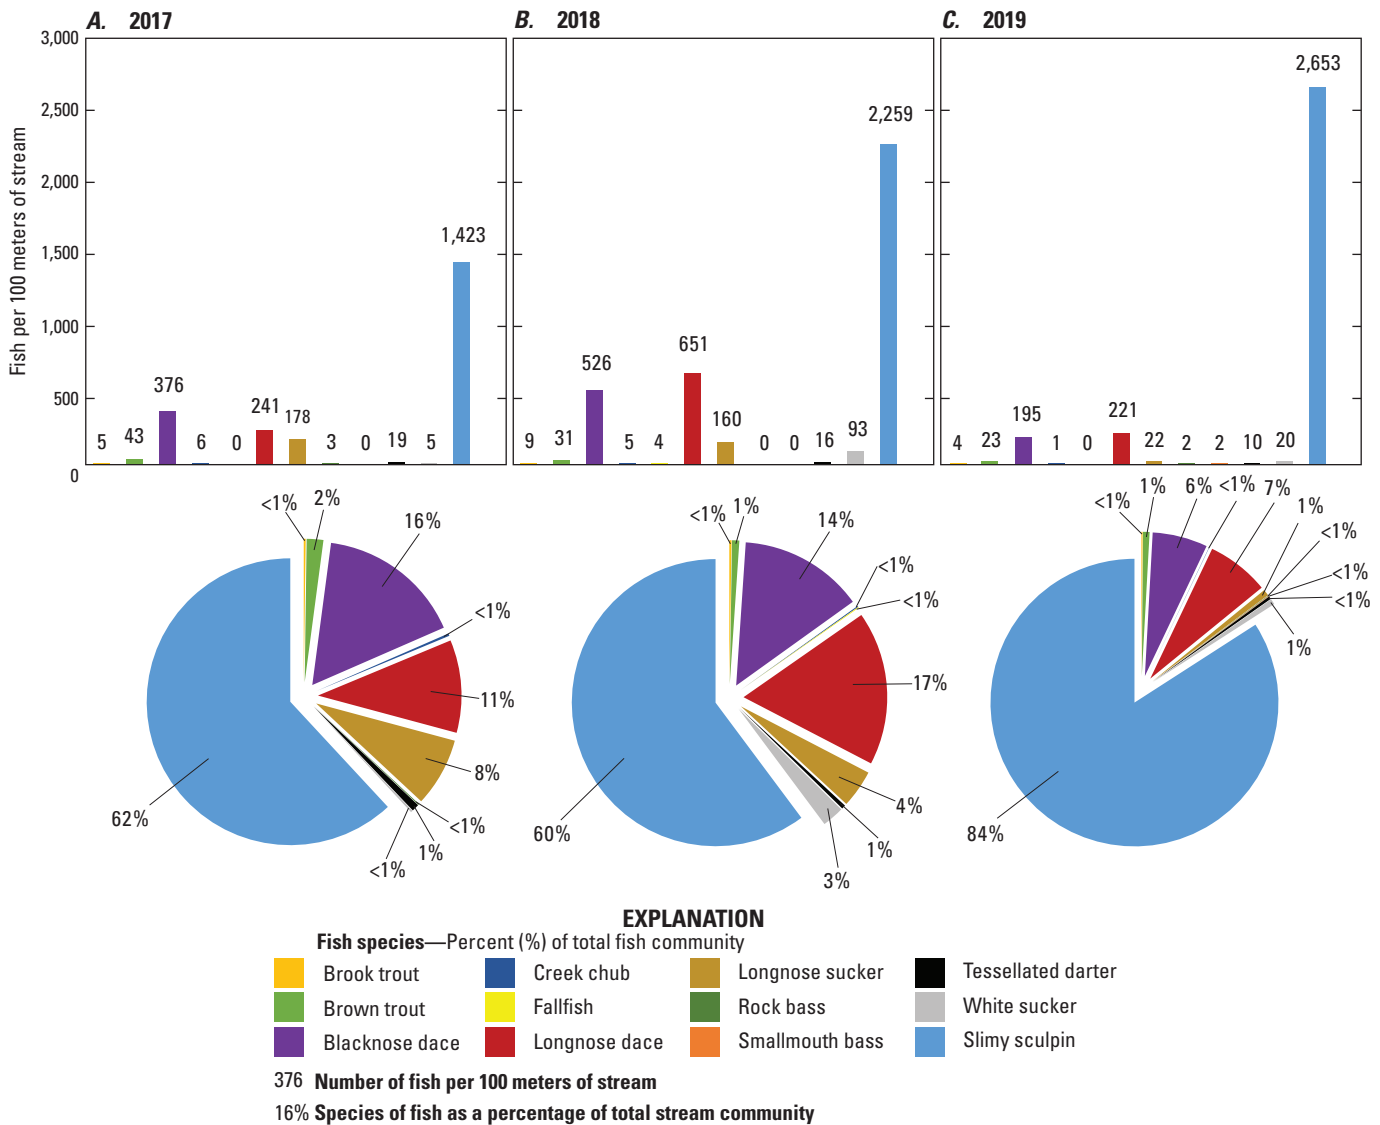 A. 2017
B. 2018
C. 2019
Fish per 100 meters of stream
3,000
2,500
2,000
1,500
1,000
500
0
5 43 376 6 0 241 178 3 0 19 5 1,423
9 31 526 5 4 651 160 0 0 16 93 2,259
4 23 195 1 0 221 22 2 2 10 20 2,653
<1% 2% 16% <1% 11% 8% <1% 1% <1% 62%
<1% 1% 14% <1% <1% 17% 4% 1% 3% 60%
<1% 1% 6% <1% 7% 1% <1% <1% <1% 1% 84%
EXPLANATION
Fish species—Percent (%) of total fish community
Brook trout
Brown trout
Blacknose dace
Creek chub
Fallfish
Longnose dace
Longnose sucker
Rock bass
Smallmouth bass
Tessellated darter
White sucker
Slimy sculpin
376 Number of fish per 100 meters of stream
16% Species of fish as a percentage of total stream community